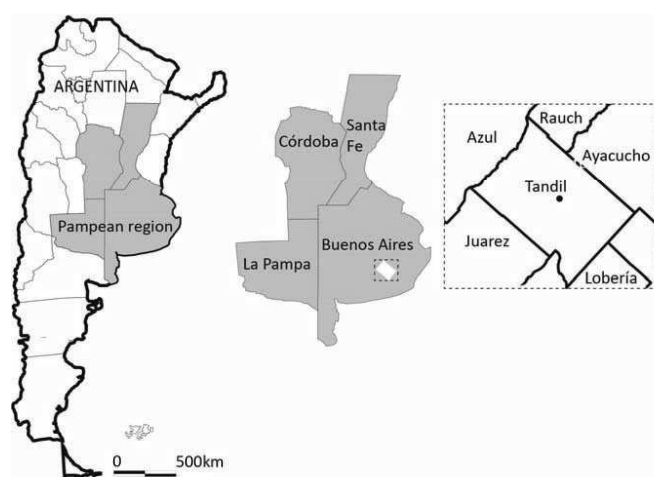 ARGENTINA
Pampean region
0 500km
Córdoba
Santa
Fe
Buenos Aires
La Pampa
Rauch
Azul
Ayacucho
Tandil
Juarez
Lobería